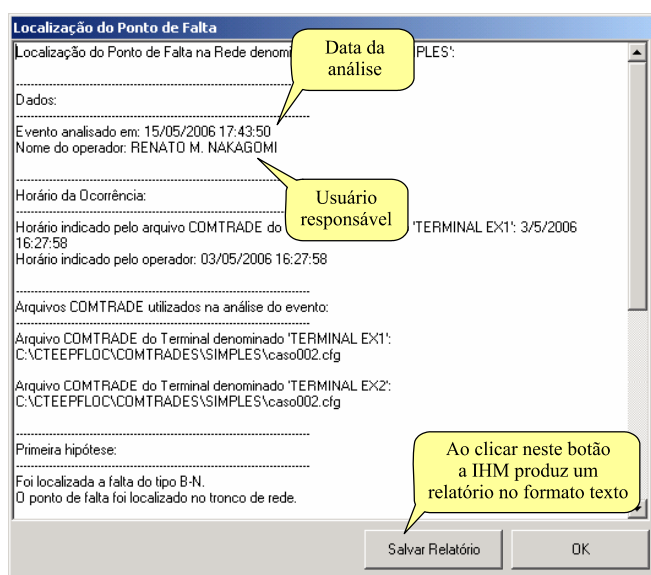 Localização do Ponto de Falta
Localização do Ponto de Falta na Rede denomi PLES':
Data da
análise
Dados:
Evento analisado em: 15/05/2006 17:43:50
Nome do operador: RENATO M. NAKAGOMI
Usuário
responsável
Horário da Ocorrência:
Horário indicado pelo arquivo COMTRADE do 'TERMINAL EX1': 3/5/2006
16:27:58
Horário indicado pelo operador: 03/05/2006 16:27:58
Arquivos COMTRADE utilizados na análise do evento:
Arquivo COMTRADE do Terminal denominado 'TERMINAL EX1':
C:\CTEEPFLOC\COMTRADES\SIMPLES\caso002.cfg
Arquivo COMTRADE do Terminal denominado 'TERMINAL EX2':
C:\CTEEPFLOC\COMTRADES\SIMPLES\caso002.cfg
Primeira hipótese:
Foi localizada a falta do tipo B-N.
O ponto de falta foi localizado no tronco de rede.
Ao clicar neste botão
a IHM produz um
relatório no formato texto
Salvar Relatório OK